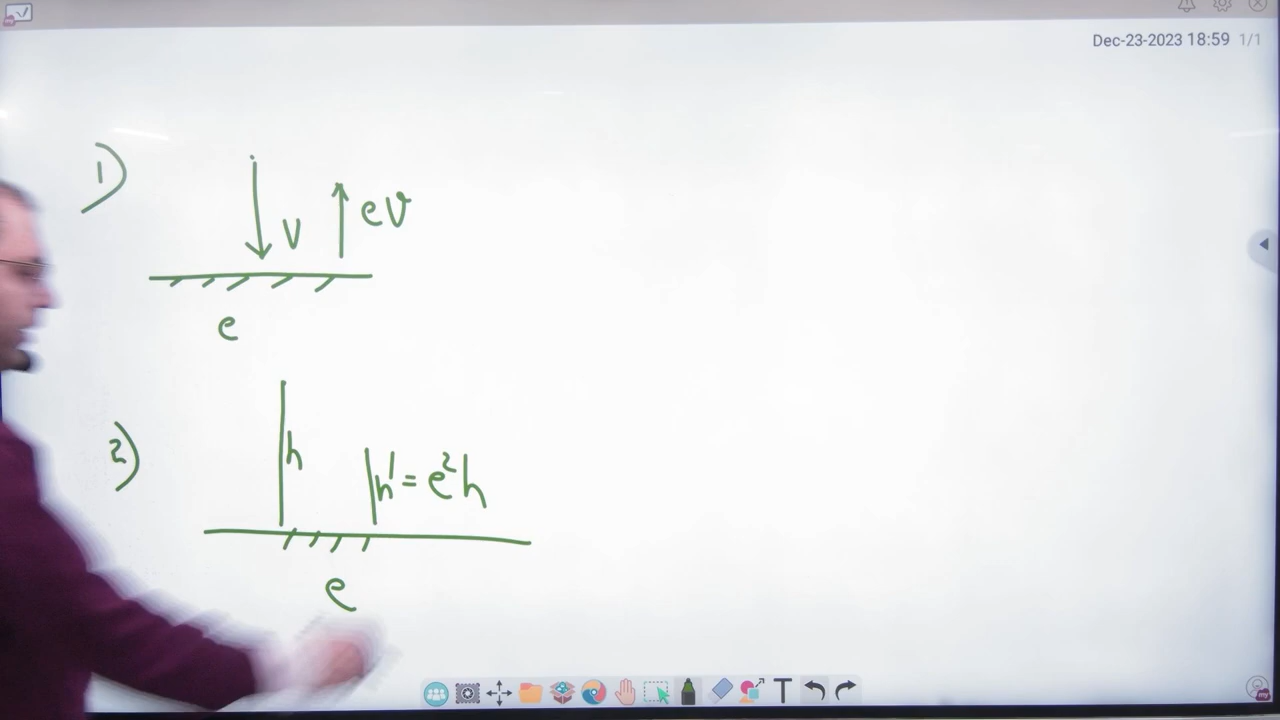 Dec-23-2023 18:59 1/1
1)
v
ev
e
2)
h
h' = e²h
e
T